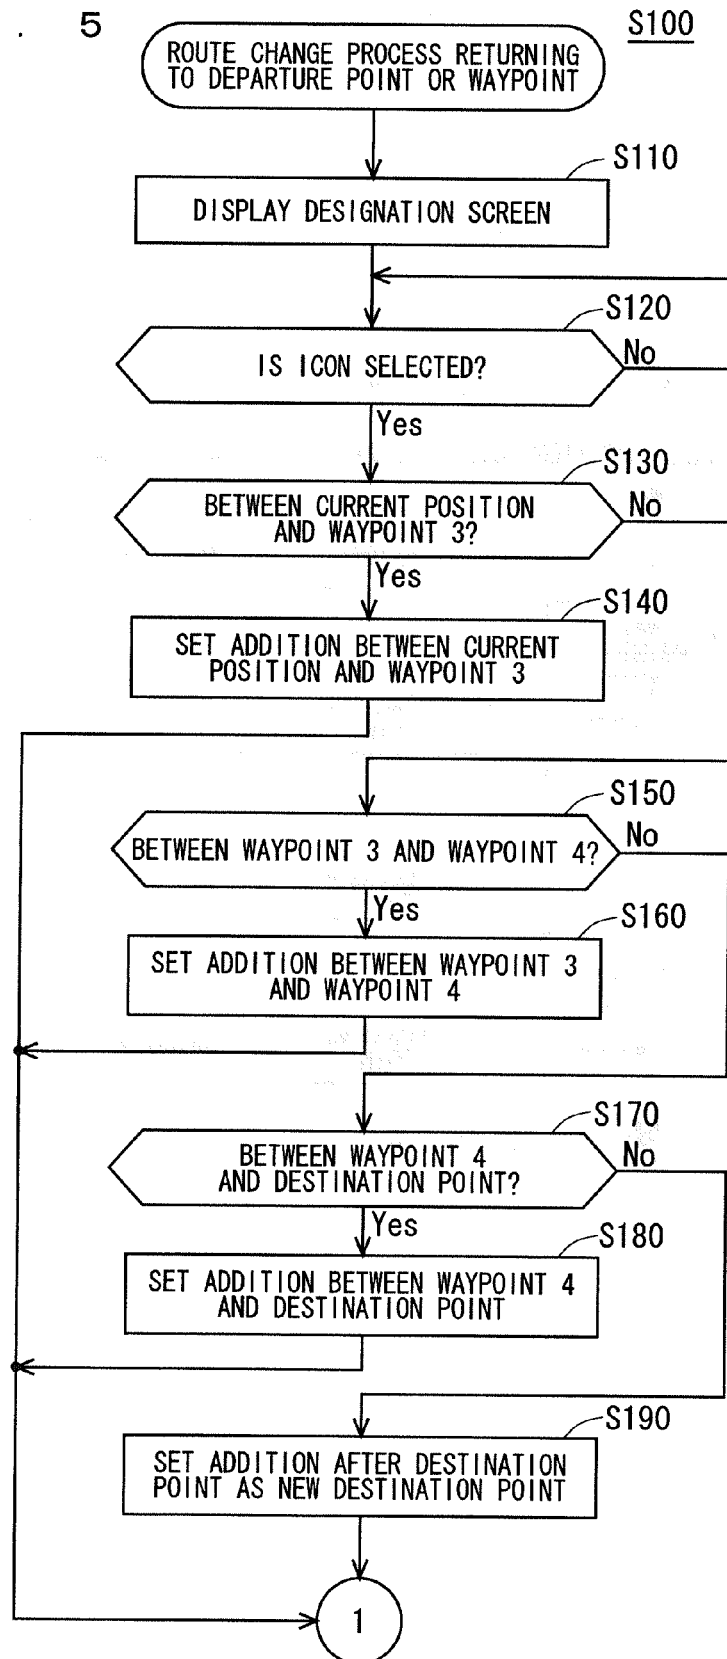 5
S100
ROUTE CHANGE PROCESS RETURNING
TO DEPARTURE POINT OR WAYPOINT
S110
DISPLAY DESIGNATION SCREEN
S120
IS ICON SELECTED?
No
Yes
S130
BETWEEN CURRENT POSITION
AND WAYPOINT 3?
No
Yes
S140
SET ADDITION BETWEEN CURRENT
POSITION AND WAYPOINT 3
S150
BETWEEN WAYPOINT 3 AND WAYPOINT 4?
No
Yes
S160
SET ADDITION BETWEEN WAYPOINT 3
AND WAYPOINT 4
S170
BETWEEN WAYPOINT 4
AND DESTINATION POINT?
No
Yes
S180
SET ADDITION BETWEEN WAYPOINT 4
AND DESTINATION POINT
S190
SET ADDITION AFTER DESTINATION
POINT AS NEW DESTINATION POINT
1